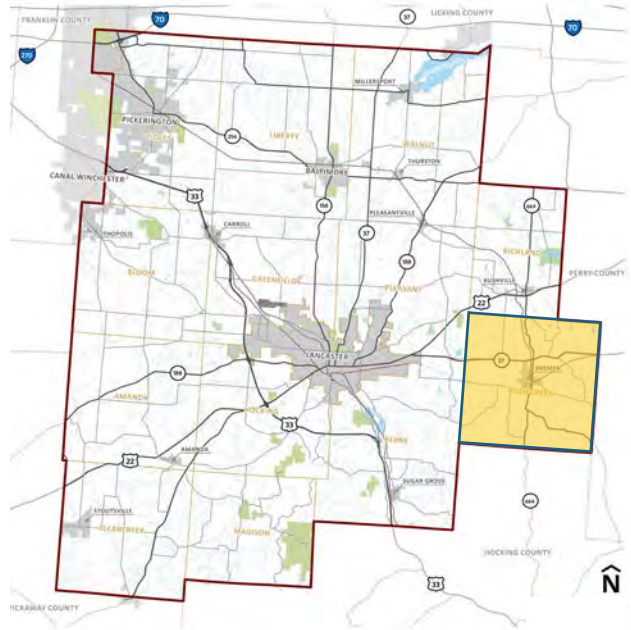 FRANKLIN COUNTY
70
37
LICKING COUNTY
70
270
MILLERSPORT
PICKERINGTON
256
LIBERTY
WALNUT
THURSTON
BALTIMORE
CANAL WINCHESTER
33
158
PLEASANTVILLE
664
CARROLL
37
LITHOPOLIS
RICHLAND
188
BLOOM
GREENFIELD
PLEASANT
RUSHVILLE
PERRY COUNTY
22
LANCASTER
37
BREMEN
188
RUSHCREEK
AMANDA
HOCKING
33
BERNE
AMANDA
22
SUGAR GROVE
664
STOUTSVILLE
CLEARCREEK
MADISON
HOCKING COUNTY
33
N
PICKAWAY COUNTY